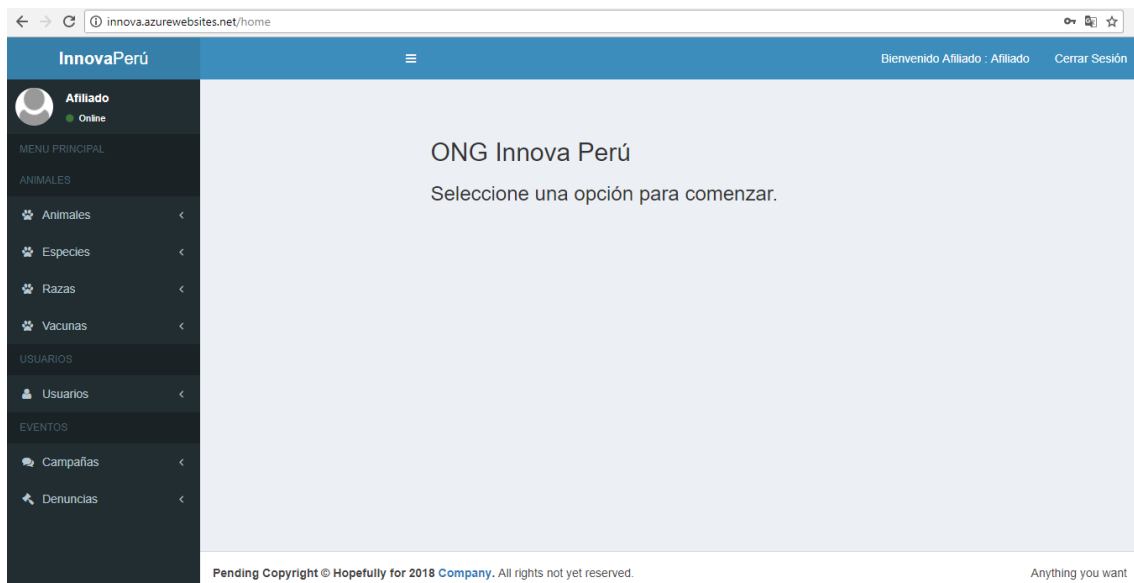 innova.azurewebsites.net/home
InnovaPerú
Bienvenido Afiliado : Afiliado Cerrar Sesión
Afiliado
Online
MENU PRINCIPAL
ANIMALES
Animales
Especies
Razas
Vacunas
USUARIOS
Usuarios
EVENTOS
Campañas
Denuncias
ONG Innova Perú
Seleccione una opción para comenzar.
Pending Copyright © Hopefully for 2018 Company. All rights not yet reserved. Anything you want